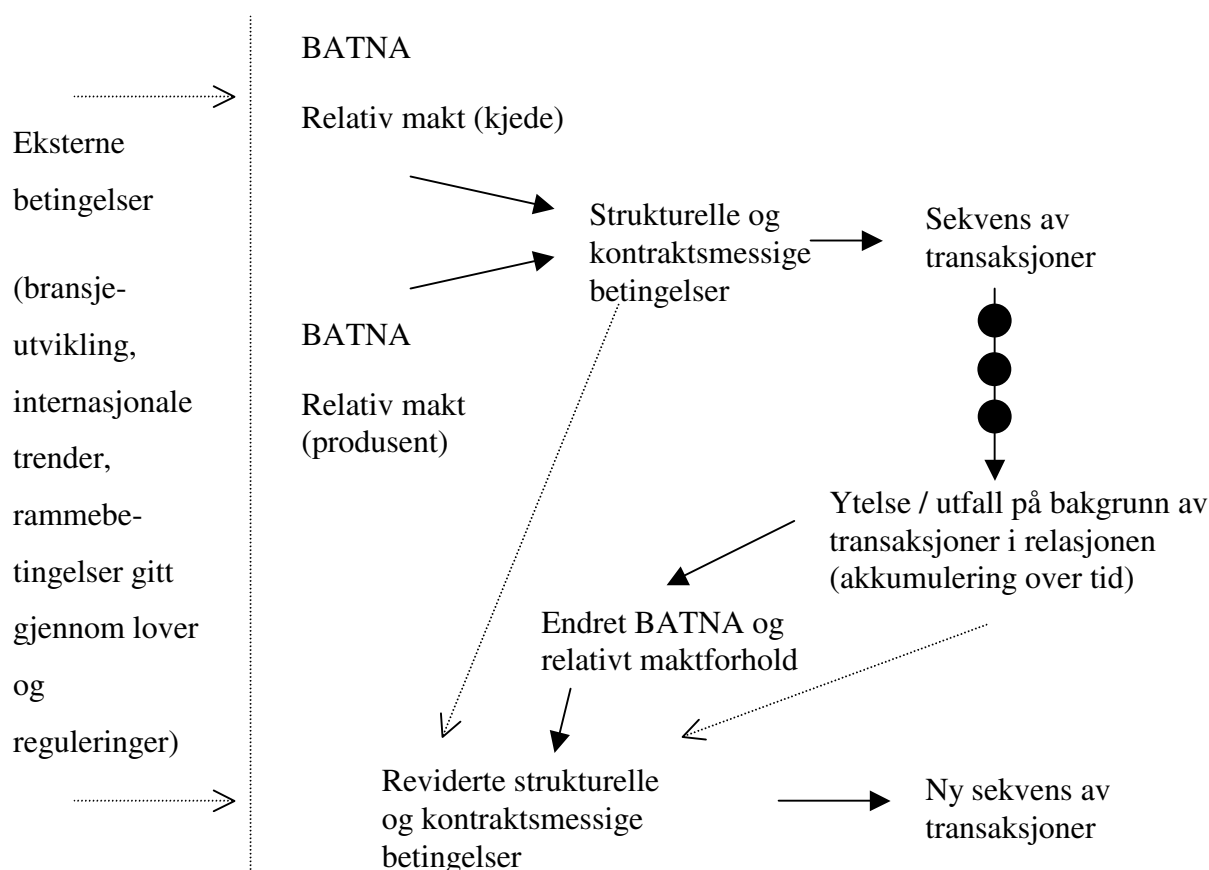 BATNA
Relativ makt (kjede)
Eksterne
betingelser
(bransje-
utvikling,
internasjonale
trender,
rammebe-
tingelser gitt
gjennom lover
og
reguleringer)
BATNA
Relativ makt
(produsent)
Strukturelle og
kontraktsmessige
betingelser
Sekvens av
transaksjoner
Ytelse / utfall på bakgrunn av
transaksjoner i relasjonen
(akkumulering over tid)
Endret BATNA og
relativt maktforhold
Reviderte strukturelle
og kontraktsmessige
betingelser
Ny sekvens av
transaksjoner